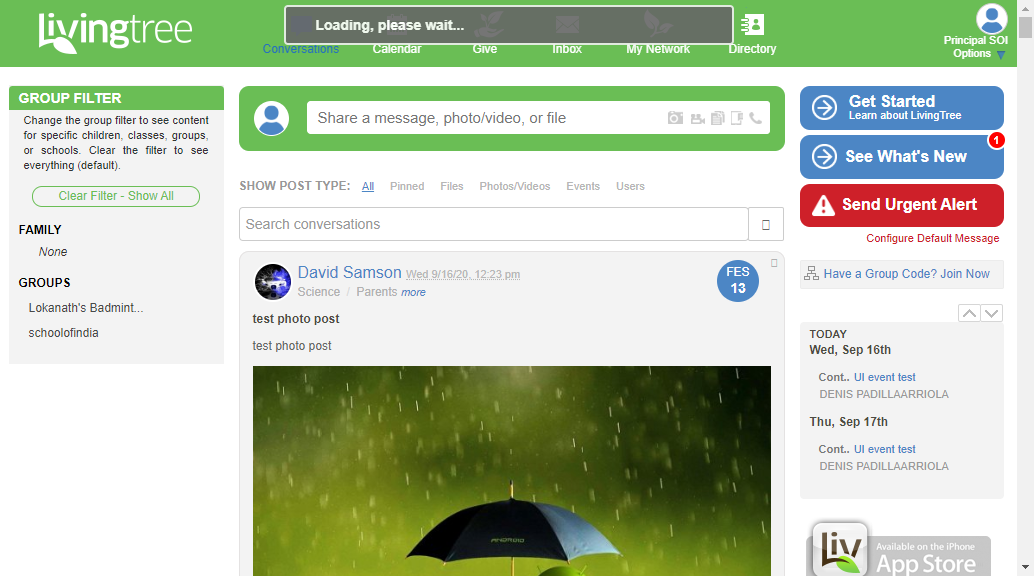 livingtree
Loading, please wait...
Conversations
Calendar
Give
Inbox
My Network
Directory
Principal SOI
Options
GROUP FILTER
Change the group filter to see content
for specific children, classes, groups,
or schools. Clear the filter to see
everything (default).
Clear Filter - Show All
FAMILY
None
GROUPS
Lokanath's Badmint...
schoolofindia
Share a message, photo/video, or file
SHOW POST TYPE: All Pinned Files Photos/Videos Events Users
Search conversations
David Samson Wed 9/16/20, 12:23 pm
Science / Parents more
FES
13
test photo post
test photo post
ANDROID
Get Started
Learn about LivingTree
1
See What's New
Send Urgent Alert
Configure Default Message
Have a Group Code? Join Now
TODAY
Wed, Sep 16th
Cont.. UI event test
DENIS PADILLAARRIOLA
Thu, Sep 17th
Cont.. UI event test
DENIS PADILLAARRIOLA
Liv
Available on the iPhone
App Store